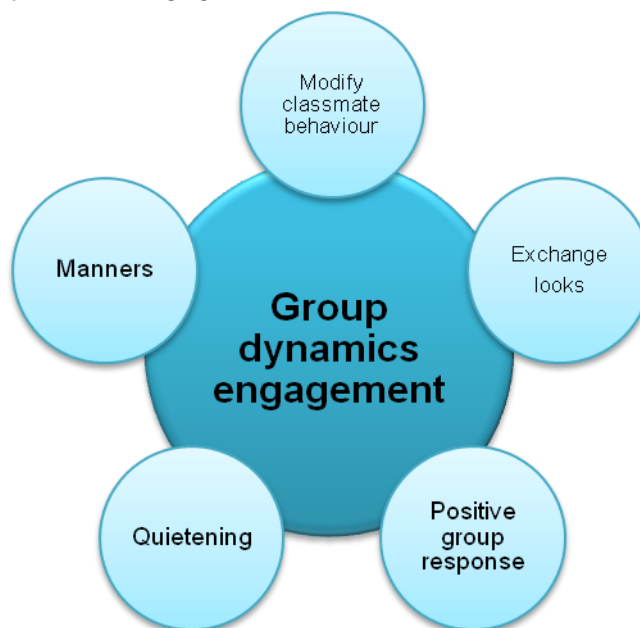 Modify
classmate
behaviour
Exchange
looks
Positive
group
response
Quietening
Manners
Group
dynamics
engagement